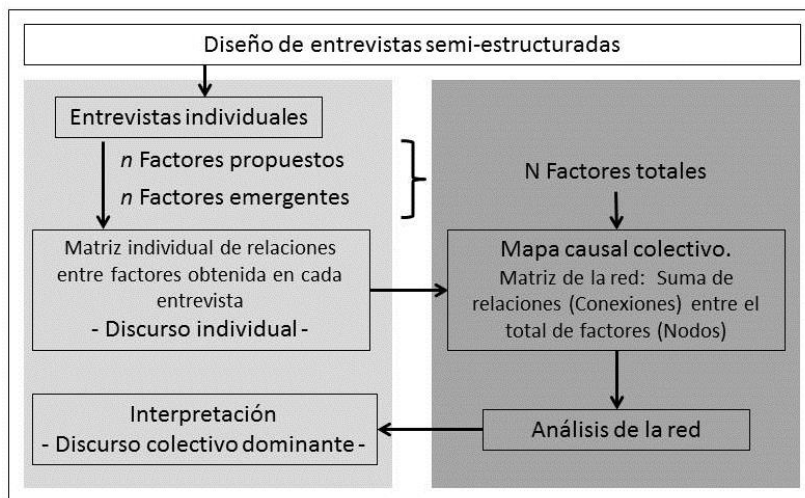 Diseño de entrevistas semi-estructuradas
Entrevistas individuales
n Factores propuestos
n Factores emergentes
N Factores totales
Matriz individual de relaciones
entre factores obtenida en cada
entrevista
- Discurso individual -
Mapa causal colectivo.
Matriz de la red: Suma de
relaciones (Conexiones) entre el
total de factores (Nodos)
Análisis de la red
Interpretación
- Discurso colectivo dominante -